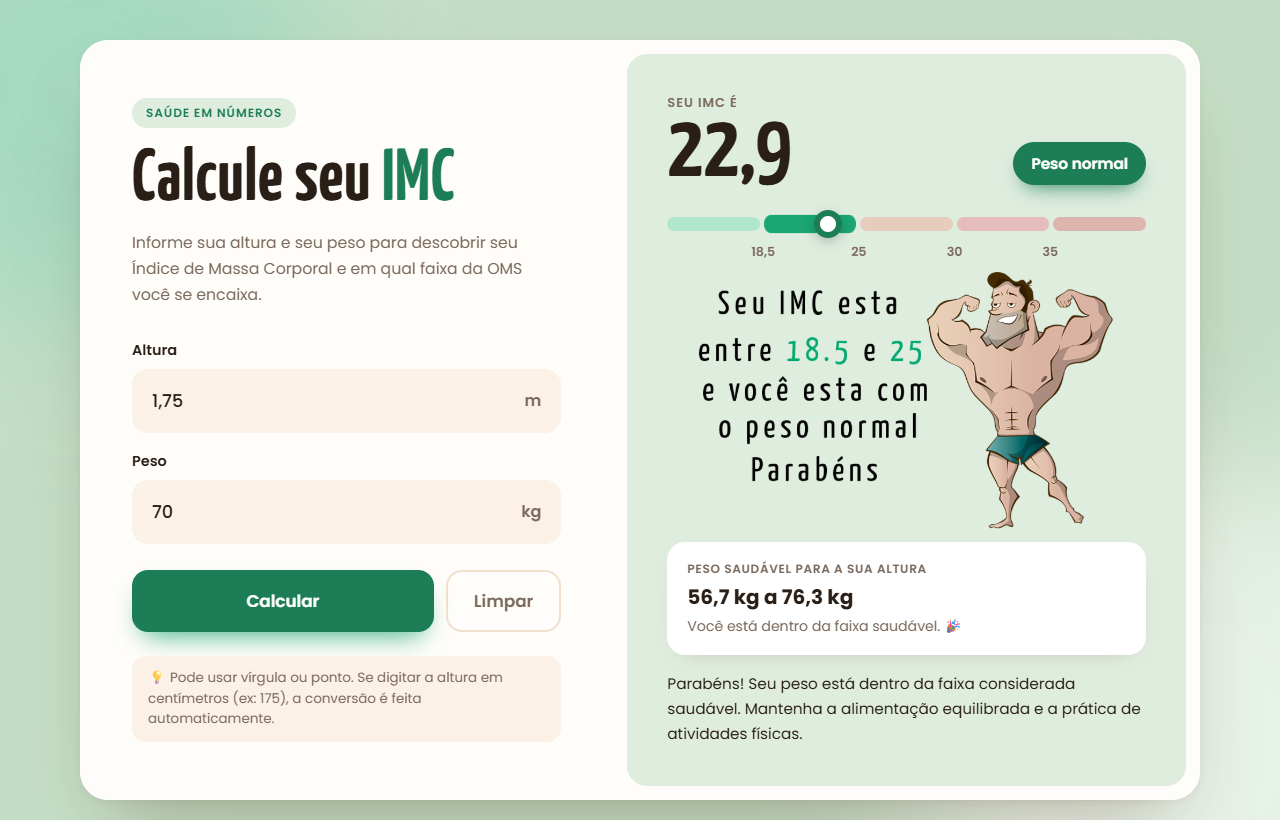 SAÚDE EM NÚMEROS
Calcule seu IMC
Informe sua altura e seu peso para descobrir seu
Índice de Massa Corporal e em qual faixa da OMS
você se encaixa.
Altura
1,75 m
Peso
70 kg
Calcular Limpar
💡 Pode usar vírgula ou ponto. Se digitar a altura em
centímetros (ex: 175), a conversão é feita
automaticamente.
SEU IMC É
22,9
Peso normal
18,5 25 30 35
Seu IMC esta
entre 18.5 e 25
e você esta com
o peso normal
Parabéns
PESO SAUDÁVEL PARA A SUA ALTURA
56,7 kg a 76,3 kg
Você está dentro da faixa saudável. 🎉
Parabéns! Seu peso está dentro da faixa considerada
saudável. Mantenha a alimentação equilibrada e a prática de
atividades físicas.